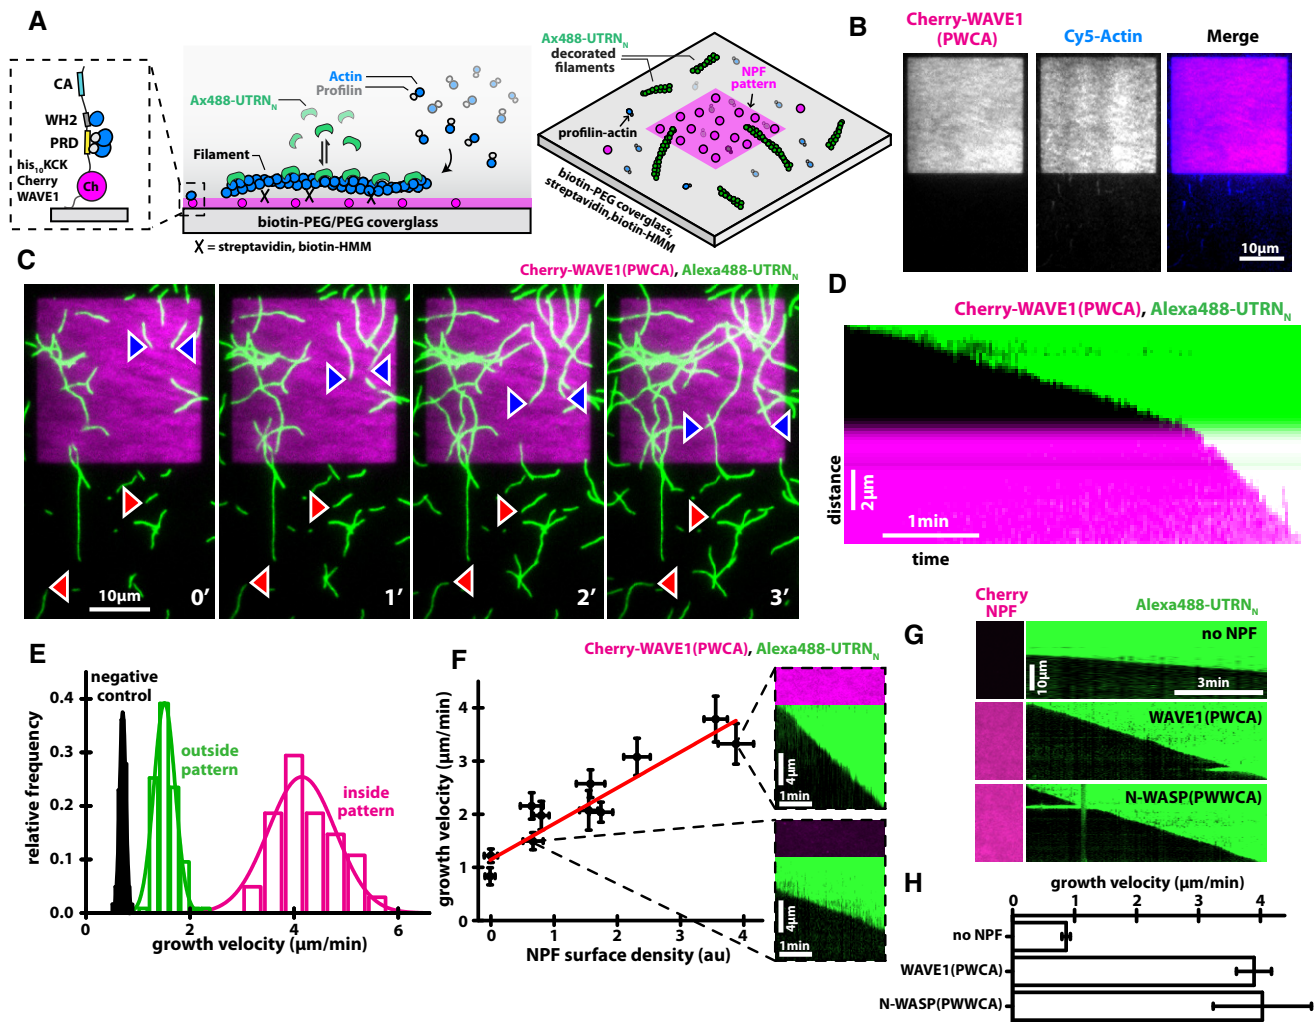 A
CA
WH2
PRD
his10KCK
Cherry
WAVE1
Ch
Ax488-UTRNN
Actin
Profilin
Filament
biotin-PEG/PEG coverglass
X = streptavidin, biotin-HMM
Ax488-UTRNN
decorated
filaments
NPF
pattern
profilin-actin
biotin-PEG coverglass,
streptavidin,biotin-HMM
B
Cherry-WAVE1
(PWCA)
Cy5-Actin
Merge
10µm
C
Cherry-WAVE1(PWCA), Alexa488-UTRNN
10µm
0’
1’
2’
3’
D
Cherry-WAVE1(PWCA), Alexa488-UTRNN
distance
2µm
1min
time
E
negative
control
outside
pattern
inside
pattern
relative frequency
0.4
0.3
0.2
0.1
0.0
0
2
4
6
growth velocity (µm/min)
F
Cherry-WAVE1(PWCA), Alexa488-UTRNN
growth velocity (µm/min)
4
3
2
1
0
0
1
2
3
4
NPF surface density (au)
4µm
1min
4µm
1min
G
Cherry
NPF
Alexa488-UTRNN
no NPF
10µm
3min
WAVE1(PWCA)
N-WASP(PWWCA)
H
growth velocity (µm/min)
0
1
2
3
4
no NPF
WAVE1(PWCA)
N-WASP(PWWCA)